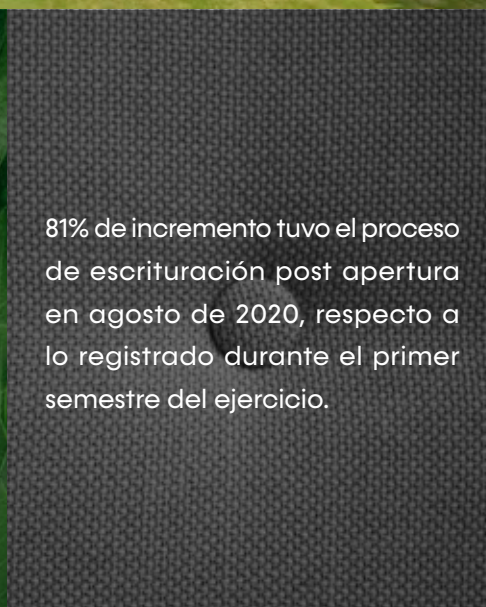 81% de incremento tuvo el proceso
de escrituración post apertura
en agosto de 2020, respecto a
lo registrado durante el primer
semestre del ejercicio.